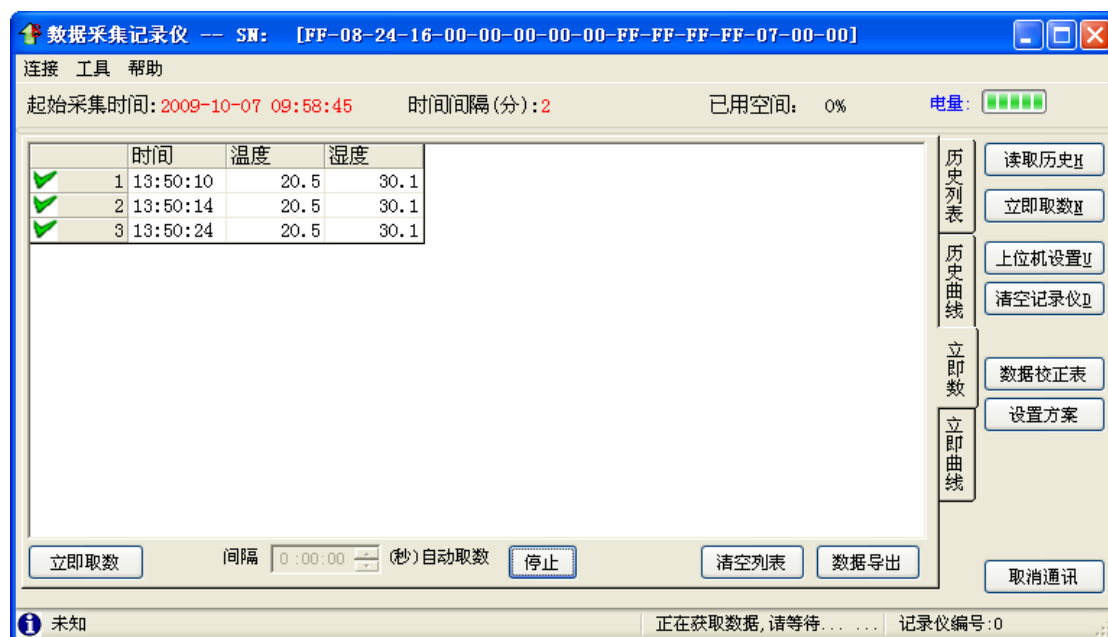 数据采集记录仪 -- SN: [FF-08-24-16-00-00-00-00-00-FF-FF-FF-FF-07-00-00]
连接 工具 帮助
起始采集时间:2009-10-07 09:58:45 时间间隔(分):2 已用空间: 0% 电量:
时间 温度 湿度
1 13:50:10 20.5 30.1
2 13:50:14 20.5 30.1
3 13:50:24 20.5 30.1
历史列表
历史曲线
立即数
立即曲线
读取历史H
立即取数N
上位机设置U
清空记录仪D
数据校正表
设置方案
取消通讯
立即取数 间隔 0:00:00 (秒)自动取数 停止 清空列表 数据导出
未知 正在获取数据,请等待... ... 记录仪编号:0